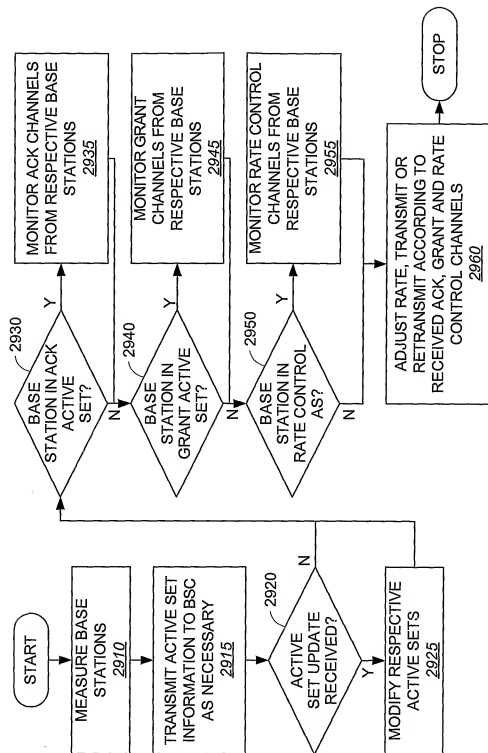 START
MEASURE BASE
STATIONS
2910
TRANSMIT ACTIVE SET
INFORMATION TO BSC
AS NECESSARY
2915
2920
ACTIVE
SET UPDATE
RECEIVED?
N
Y
MODIFY RESPECTIVE
ACTIVE SETS
2925
2930
BASE
STATION IN ACK
ACTIVE
SET?
Y
N
MONITOR ACK CHANNELS
FROM RESPECTIVE BASE
STATIONS
2935
2940
BASE
STATION IN
GRANT ACTIVE
SET?
Y
N
MONITOR GRANT
CHANNELS FROM
RESPECTIVE BASE
STATIONS
2945
2950
BASE
STATION IN
RATE CONTROL
AS?
Y
N
MONITOR RATE CONTROL
CHANNELS FROM
RESPECTIVE BASE
STATIONS
2955
ADJUST RATE, TRANSMIT OR
RETRANSMIT ACCORDING TO
RECEIVED ACK, GRANT AND RATE
CONTROL CHANNELS
2960
STOP